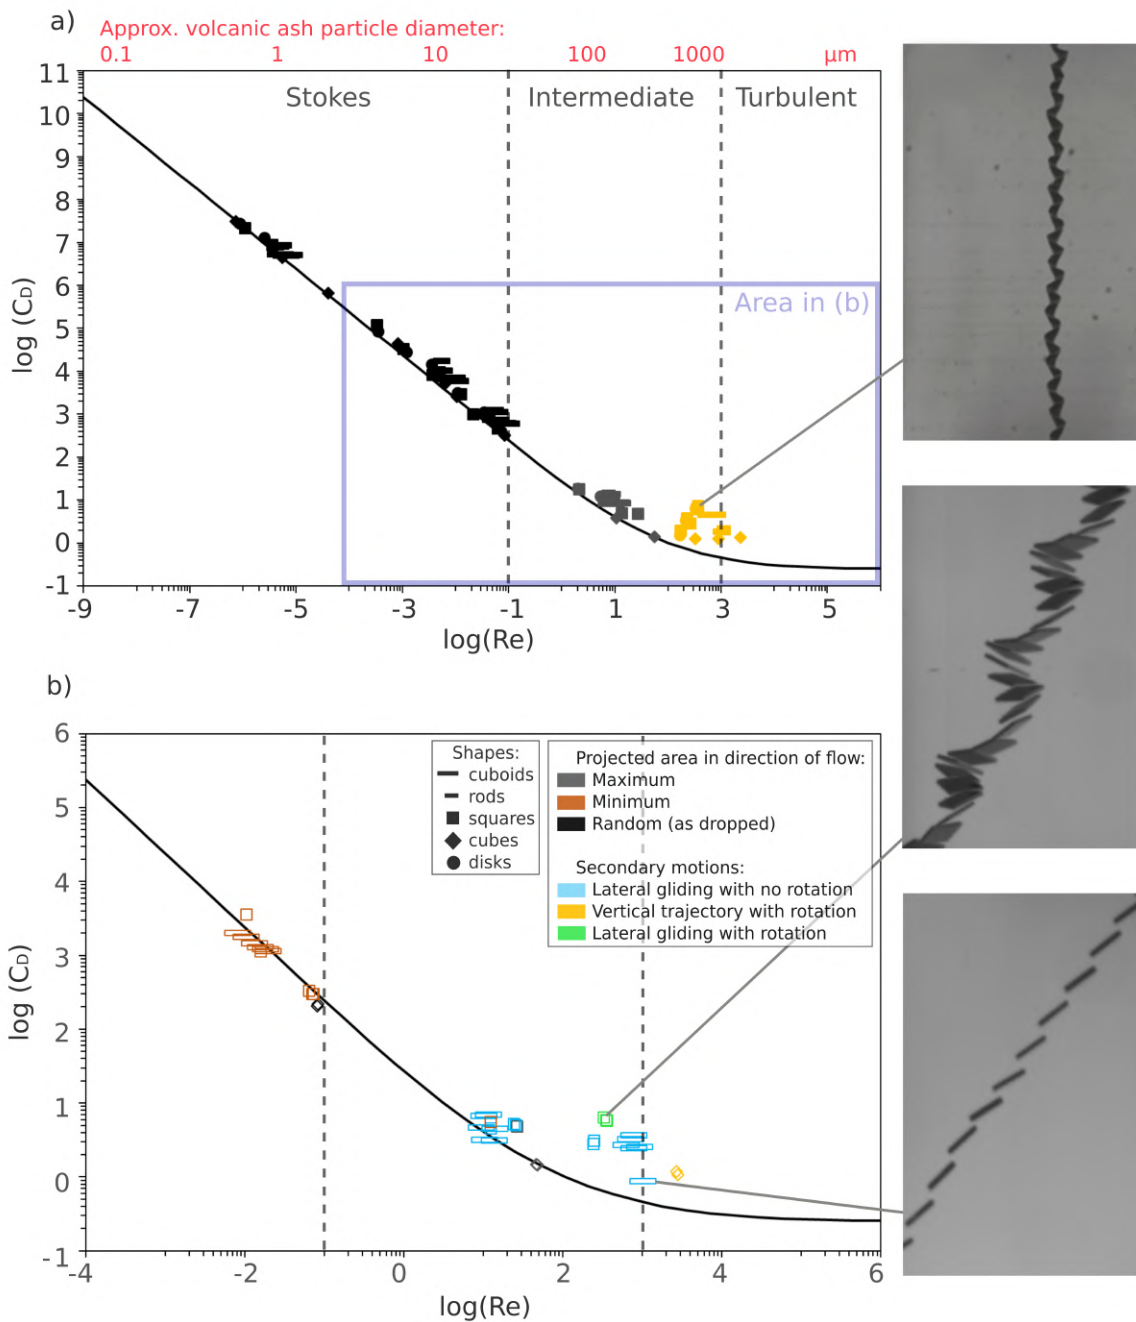 a)
Approx. volcanic ash particle diameter:
0.1 1 10 100 1000 μm
Stokes Intermediate Turbulent
11
10
9
8
7
6
5
4
3
2
1
0
-1
log (CD)
Area in (b)
-9 -7 -5 -3 -1 1 3 5
log(Re)
b)
6
5
4
3
2
1
0
-1
log (CD)
Shapes:
cuboids
rods
squares
cubes
disks
Projected area in direction of flow:
Maximum
Minimum
Random (as dropped)
Secondary motions:
Lateral gliding with no rotation
Vertical trajectory with rotation
Lateral gliding with rotation
-4 -2 0 2 4 6
log(Re)